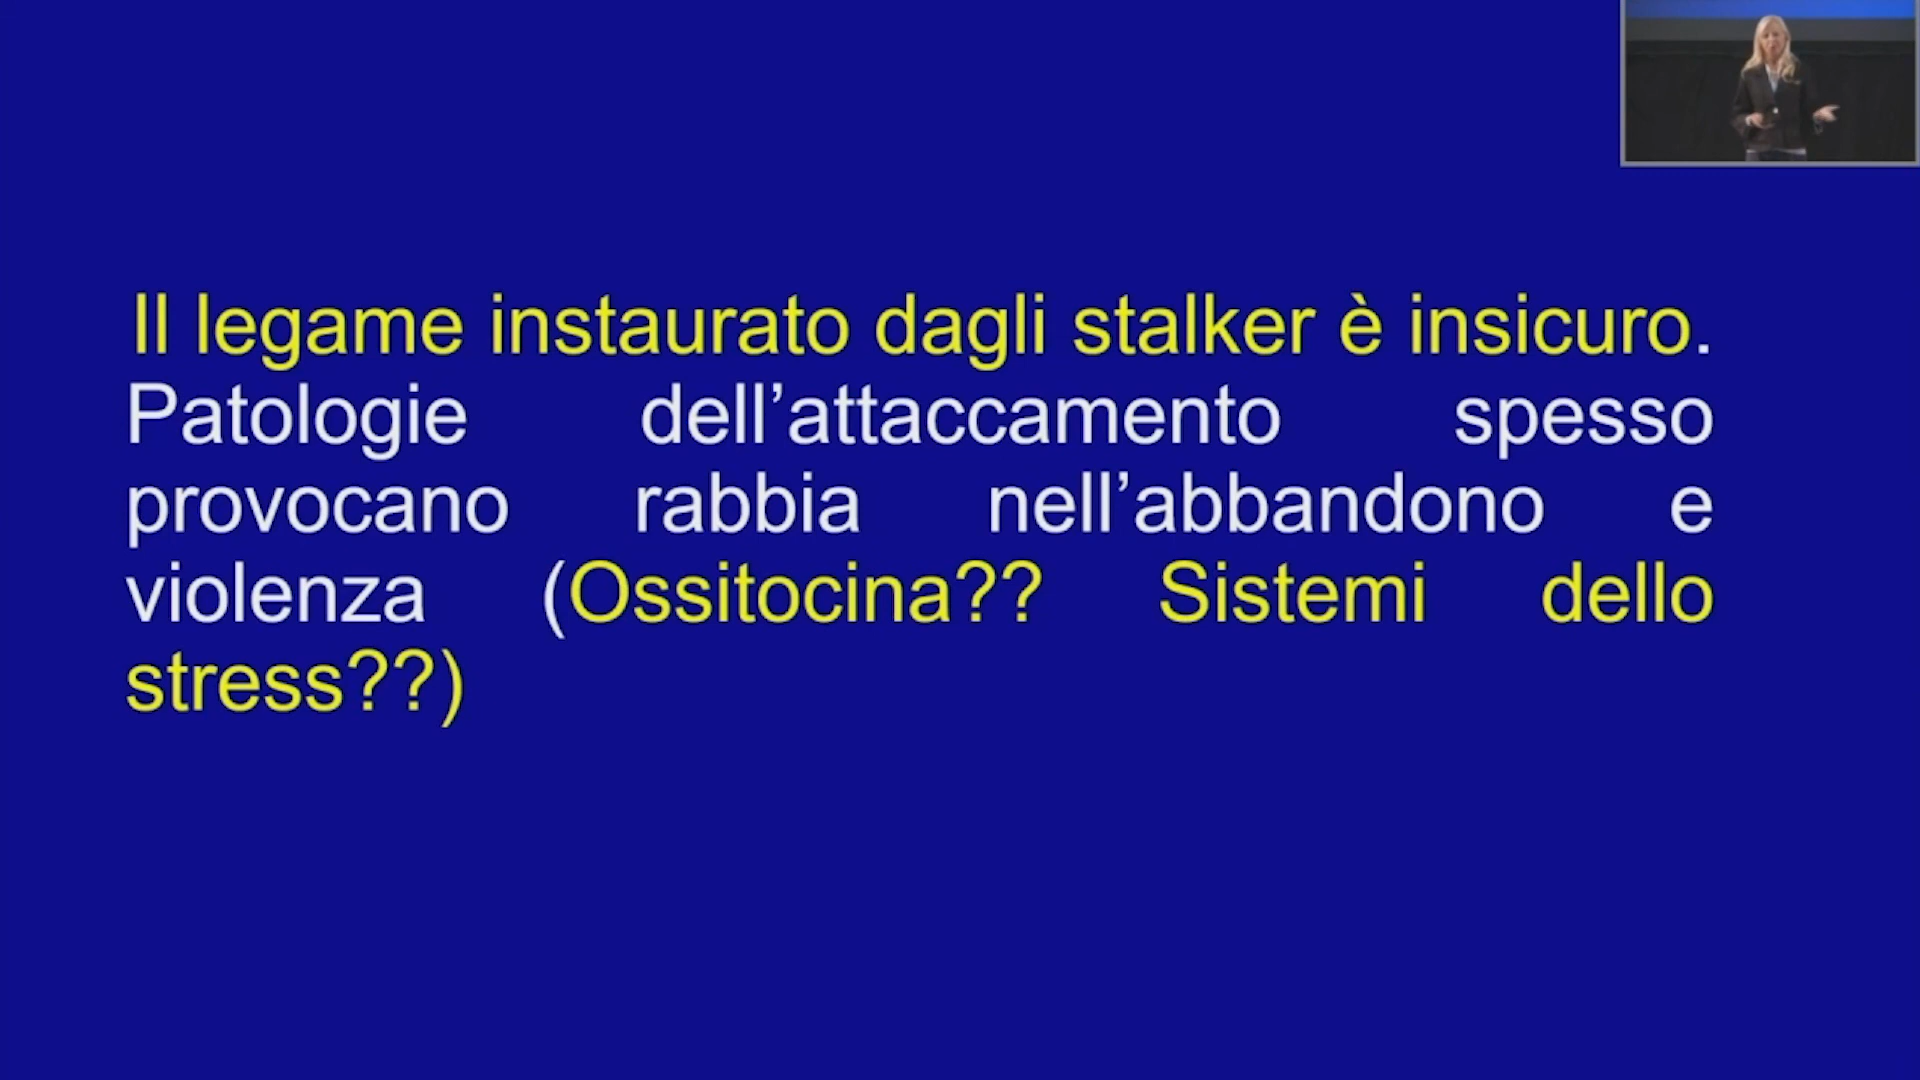 Il legame instaurato dagli stalker è insicuro.
Patologie dell’attaccamento spesso
provocano rabbia nell’abbandono e
violenza (Ossitocina?? Sistemi dello
stress??)